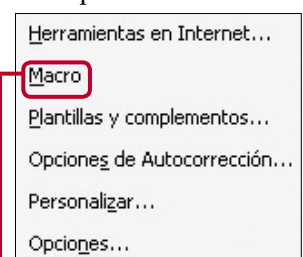 Herramientas en Internet...
Macro
Plantillas y complementos...
Opciones de Autocorrección...
Personalizar...
Opciones...